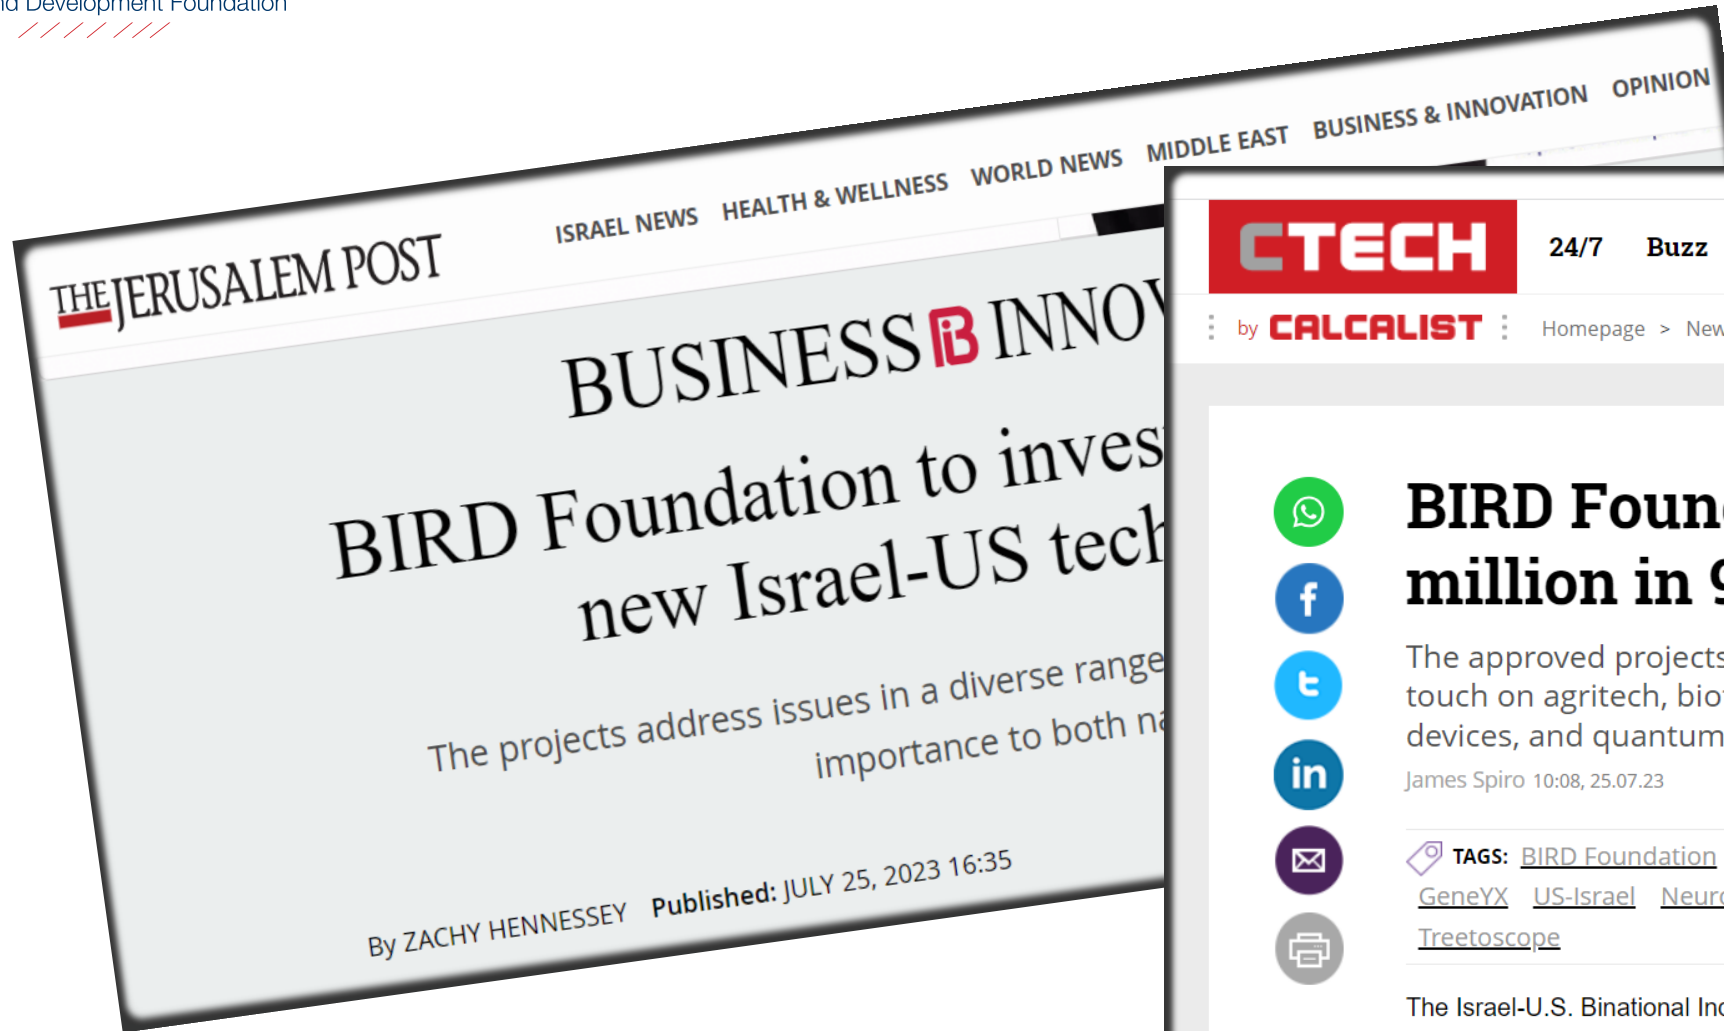 Development Foundation
ISRAEL NEWS HEALTH & WELLNESS WORLD NEWS MIDDLE EAST BUSINESS & INNOVATION OPINION
THE JERUSALEM POST
BUSINESS INNOV
BIRD Foundation to inves
new Israel-US tech
The projects address issues in a diverse range
importance to both na
By ZACHY HENNESSEY Published: JULY 25, 2023 16:35
CTECH 24/7 Buzz
by CALCALIST Homepage > New
BIRD Foun
million in 9
The approved projects
touch on agritech, bio
devices, and quantum
James Spiro 10:08, 25.07.23
TAGS: BIRD Foundation
GeneYX US-Israel Neuro
Treetoscope
The Israel-U.S. Binational Ind